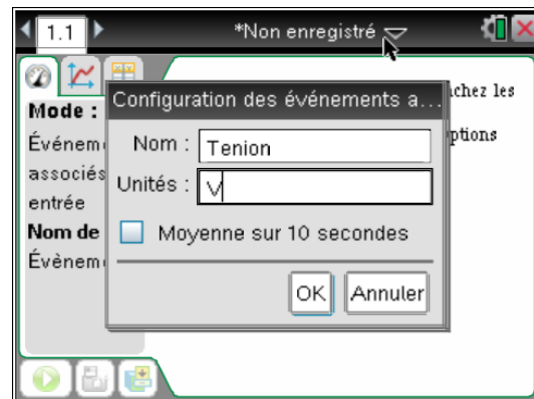 1.1 *Non enregistré
Configuration des événements a...
chez les
Mode :
Événem
Nom : Tenion
ptions
associés
Unités : V
entrée
Nom de
Moyenne sur 10 secondes
Évènem
OK Annuler